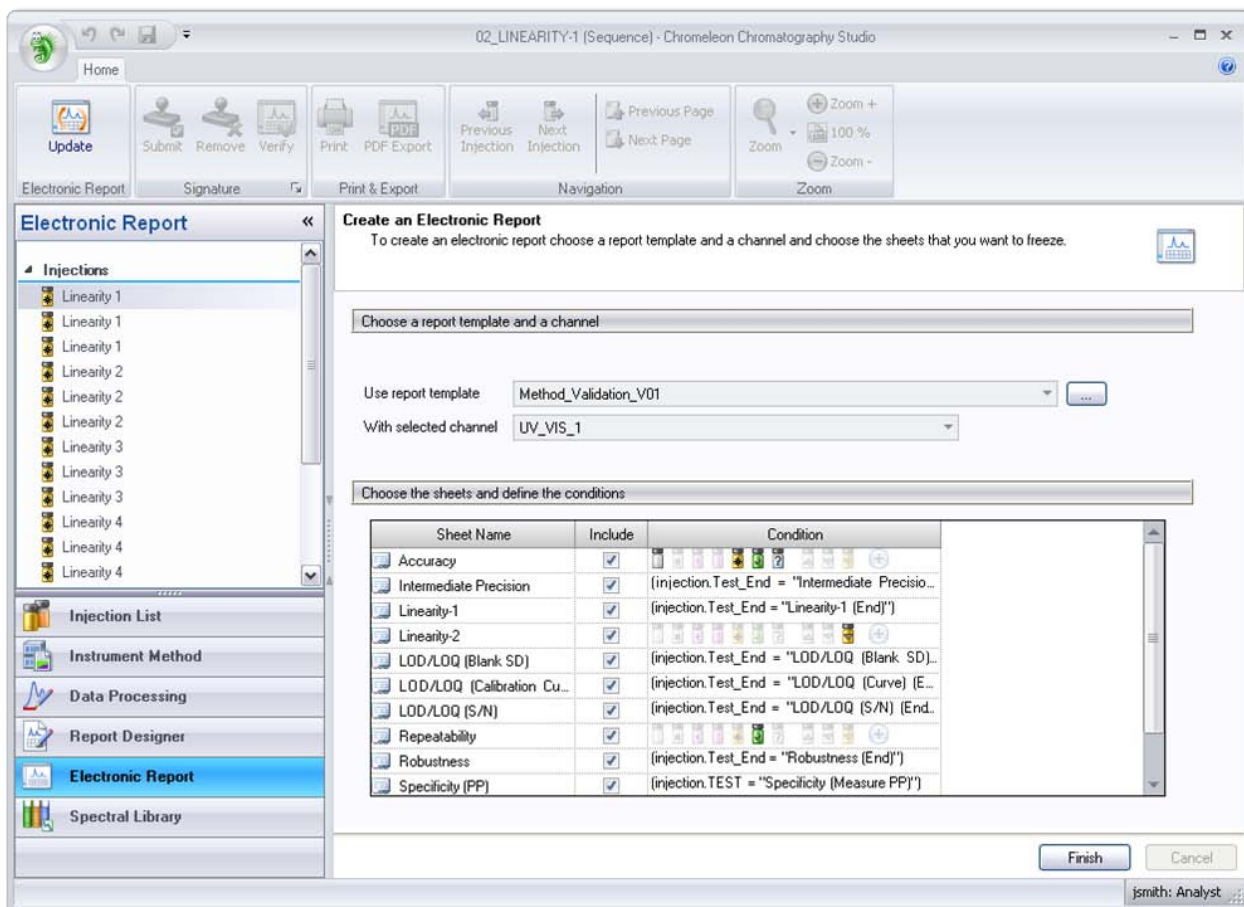 02_LINEARITY-1 (Sequence) - Chromeleon Chromatography Studio
Home
Update
Submit Remove Verify
Print PDF Export
Previous Injection Next Injection
Previous Page
Next Page
Zoom
Zoom +
100 %
Zoom -
Electronic Report
Signature
Print & Export
Navigation
Zoom
Electronic Report «
Injections
Linearity 1
Linearity 1
Linearity 1
Linearity 2
Linearity 2
Linearity 2
Linearity 3
Linearity 3
Linearity 3
Linearity 4
Linearity 4
Linearity 4
Injection List
Instrument Method
Data Processing
Report Designer
Electronic Report
Spectral Library
Create an Electronic Report
To create an electronic report choose a report template and a channel and choose the sheets that you want to freeze.
Choose a report template and a channel
Use report template Method_Validation_V01 ...
With selected channel UV_VIS_1
Choose the sheets and define the conditions
Sheet Name Include Condition
Accuracy
Intermediate Precision (injection.Test_End = "Intermediate Precisio...
Linearity-1 (injection.Test_End = "Linearity-1 (End)")
Linearity-2
LOD/LOQ (Blank SD) (injection.Test_End = "LOD/LOQ (Blank SD)...
LOD/LOQ (Calibration Cu... (injection.Test_End = "LOD/LOQ (Curve) (E...
LOD/LOQ (S/N) (injection.Test_End = "LOD/LOQ (S/N) (End...
Repeatability
Robustness (injection.Test_End = "Robustness (End)")
Specificity (PP) (injection.TEST = "Specificity (Measure PP)")
Finish Cancel
jsmith: Analyst